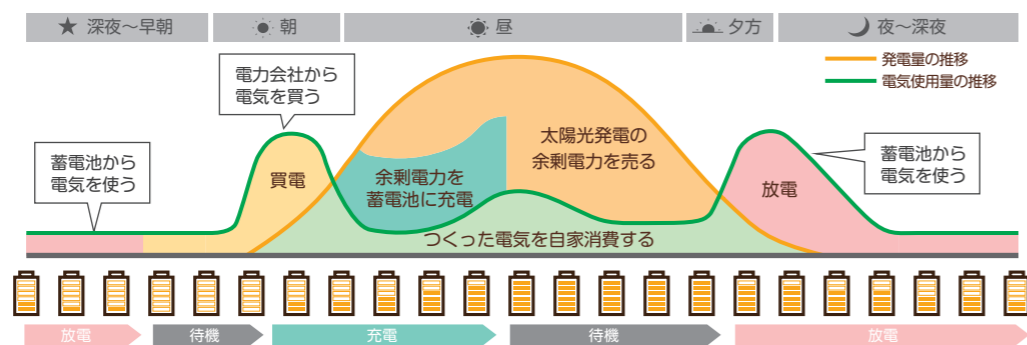 ★ 深夜～早朝
朝
昼
夕方
夜～深夜
発電量の推移
電気使用量の推移
電力会社から
電気を買う
蓄電池から
電気を使う
買電
余剰電力を
蓄電池に充電
太陽光発電の
余剰電力を売る
放電
蓄電池から
電気を使う
つくった電気を自家消費する
放電
待機
充電
待機
放電